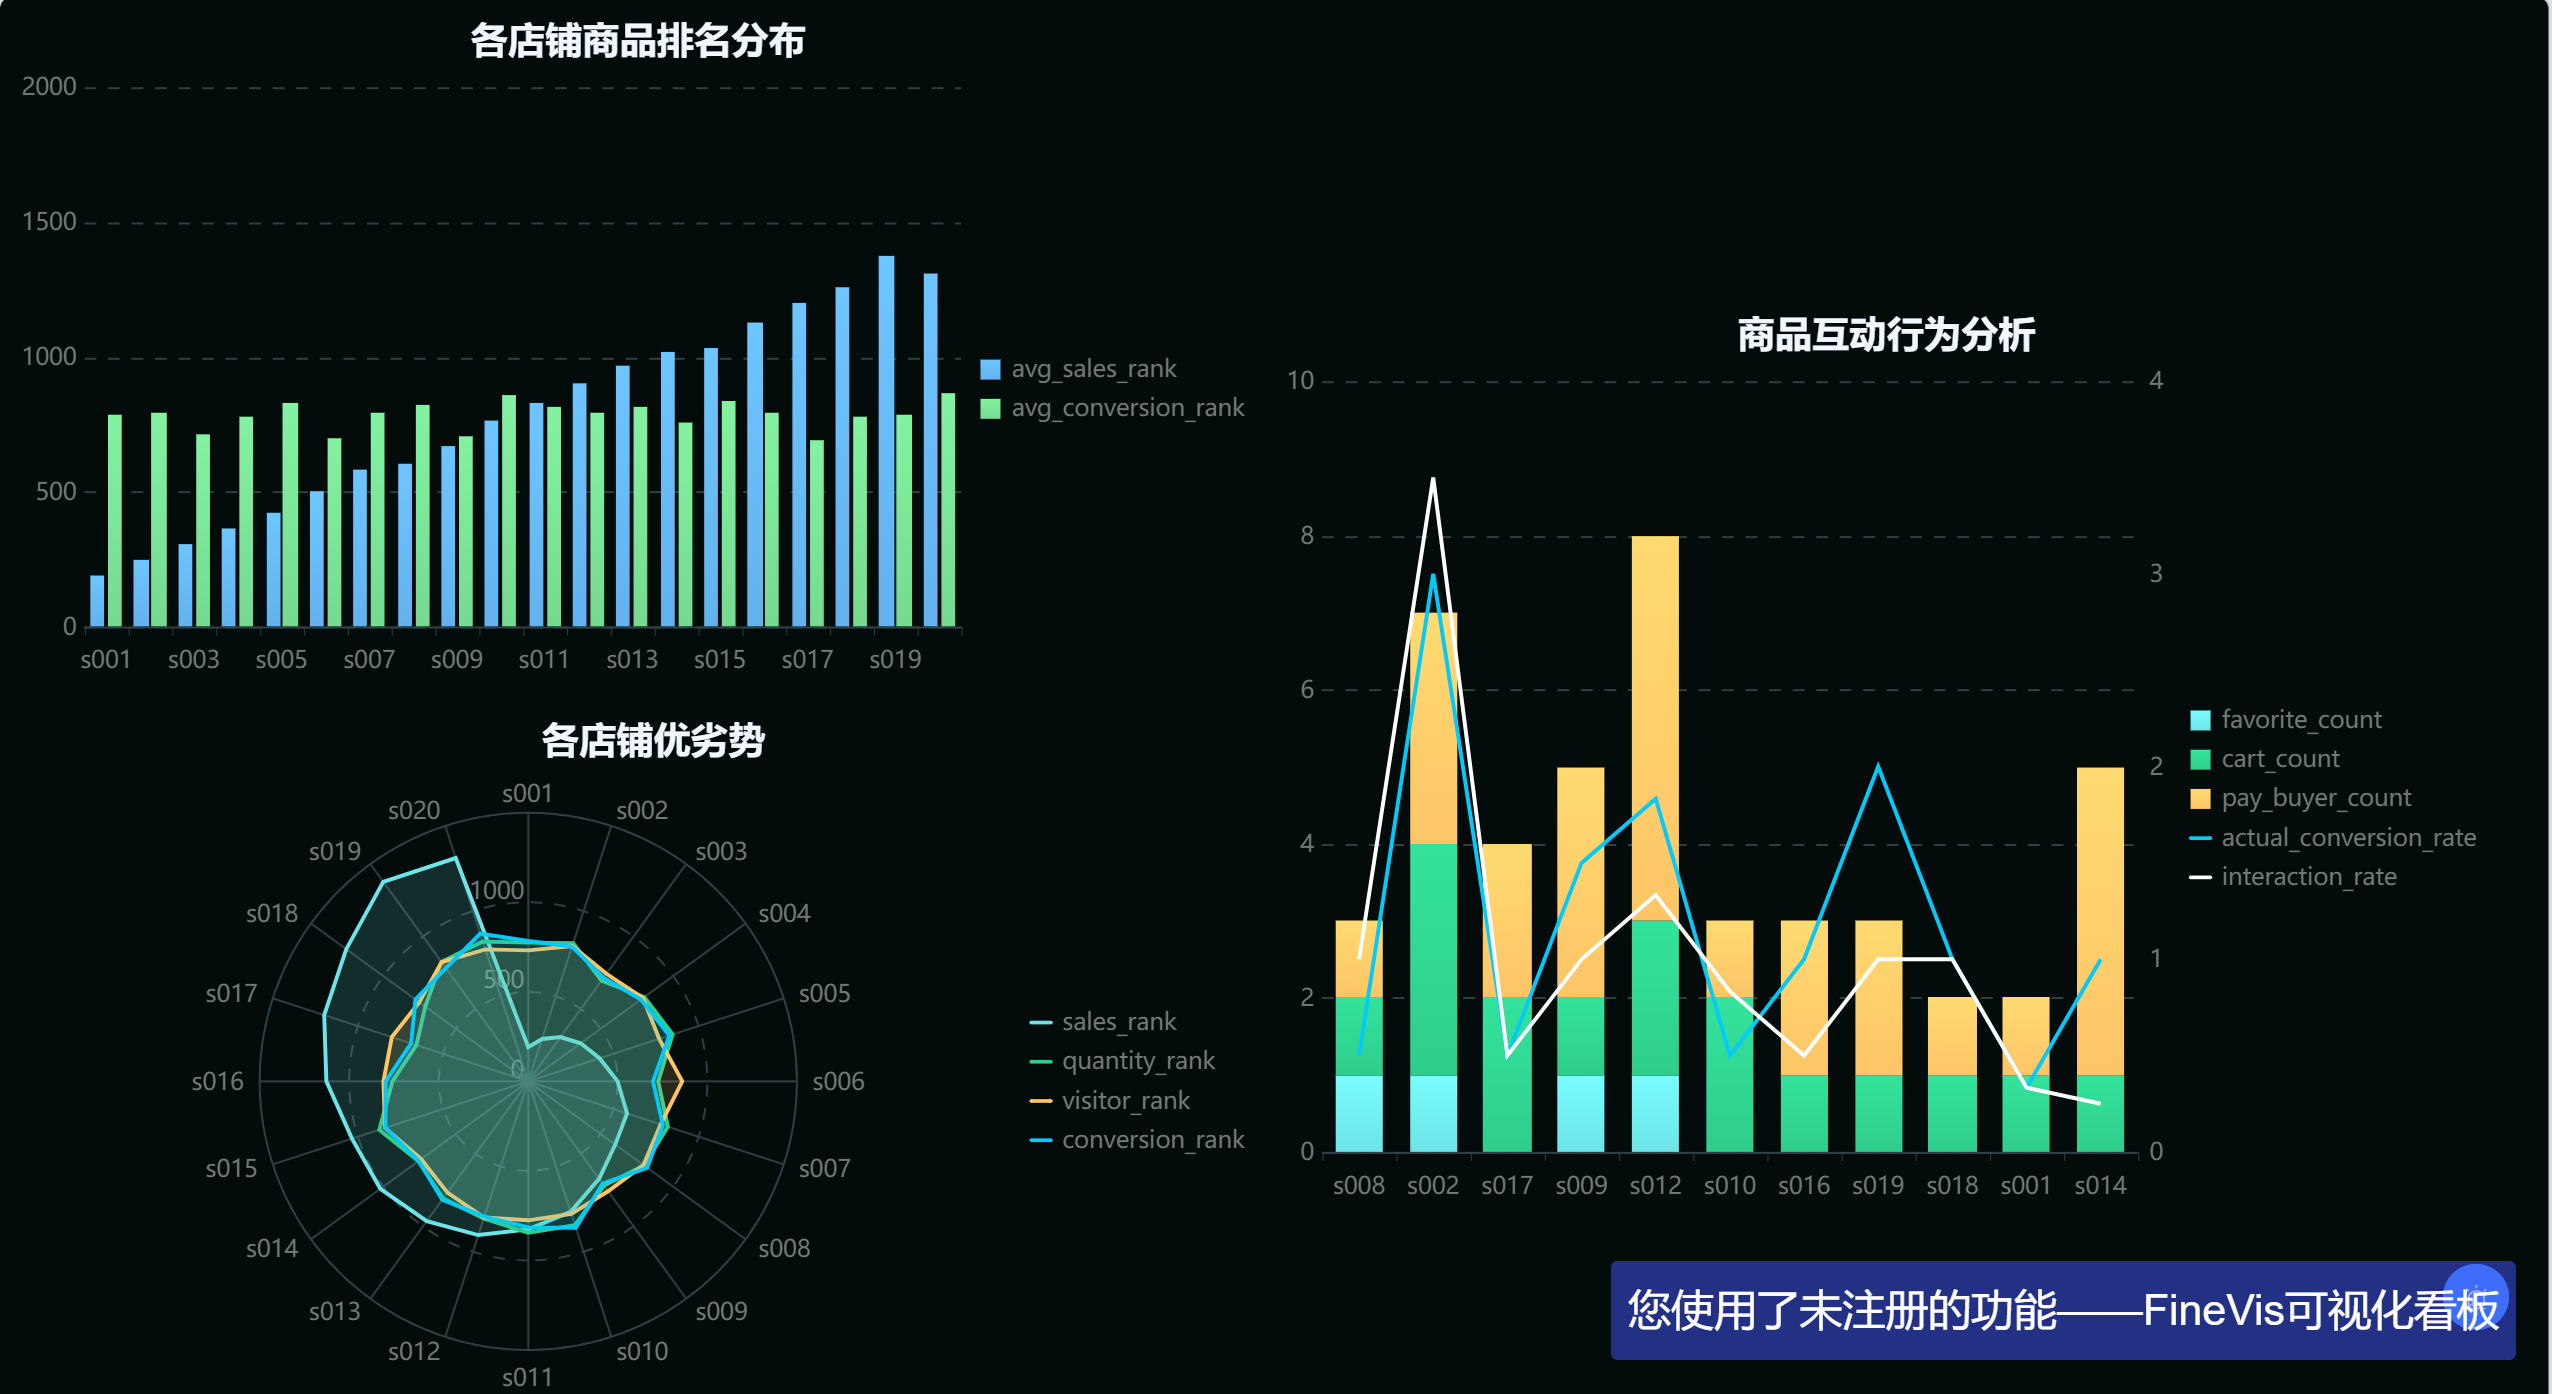 各店铺商品排名分布
2000
1500
1000
500
0
s001 s003 s005 s007 s009 s011 s013 s015 s017 s019
avg_sales_rank
avg_conversion_rank
各店铺优劣势
s001
s002
s003
s004
s005
s006
s007
s008
s009
s010
s011
s012
s013
s014
s015
s016
s017
s018
s019
s020
1000
500
0
sales_rank
quantity_rank
visitor_rank
conversion_rank
商品互动行为分析
10
8
6
4
2
0
4
3
2
1
0
s008 s002 s017 s009 s012 s010 s016 s019 s018 s001 s014
favorite_count
cart_count
pay_buyer_count
actual_conversion_rate
interaction_rate
您使用了未注册的功能——FineVis可视化看板